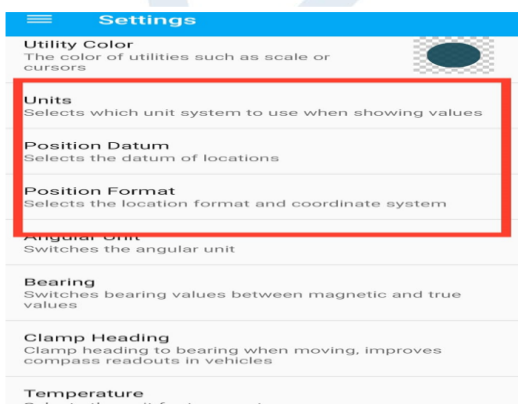 Settings
Utility Color
The color of utilities such as scale or
cursors
Units
Selects which unit system to use when showing values
Position Datum
Selects the datum of locations
Position Format
Selects the location format and coordinate system
Angular Unit
Switches the angular unit
Bearing
Switches bearing values between magnetic and true
values
Clamp Heading
Clamp heading to bearing when moving, improves
compass readouts in vehicles
Temperature